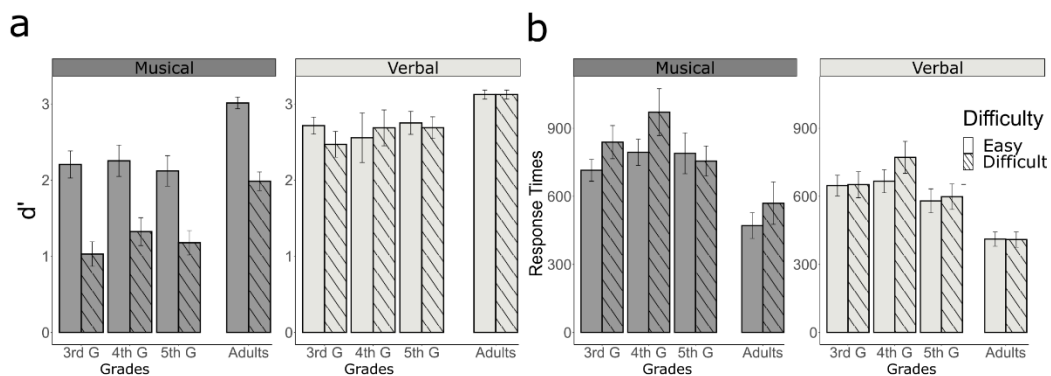 a
Musical
Verbal
d'
3
2
1
0
3rd G 4th G 5th G Adults
Grades
3
2
1
0
3rd G 4th G 5th G Adults
Grades
b
Musical
Verbal
Response Times
900
600
300
0
3rd G 4th G 5th G Adults
Grades
900
600
300
0
3rd G 4th G 5th G Adults
Grades
Difficulty
Easy
Difficult